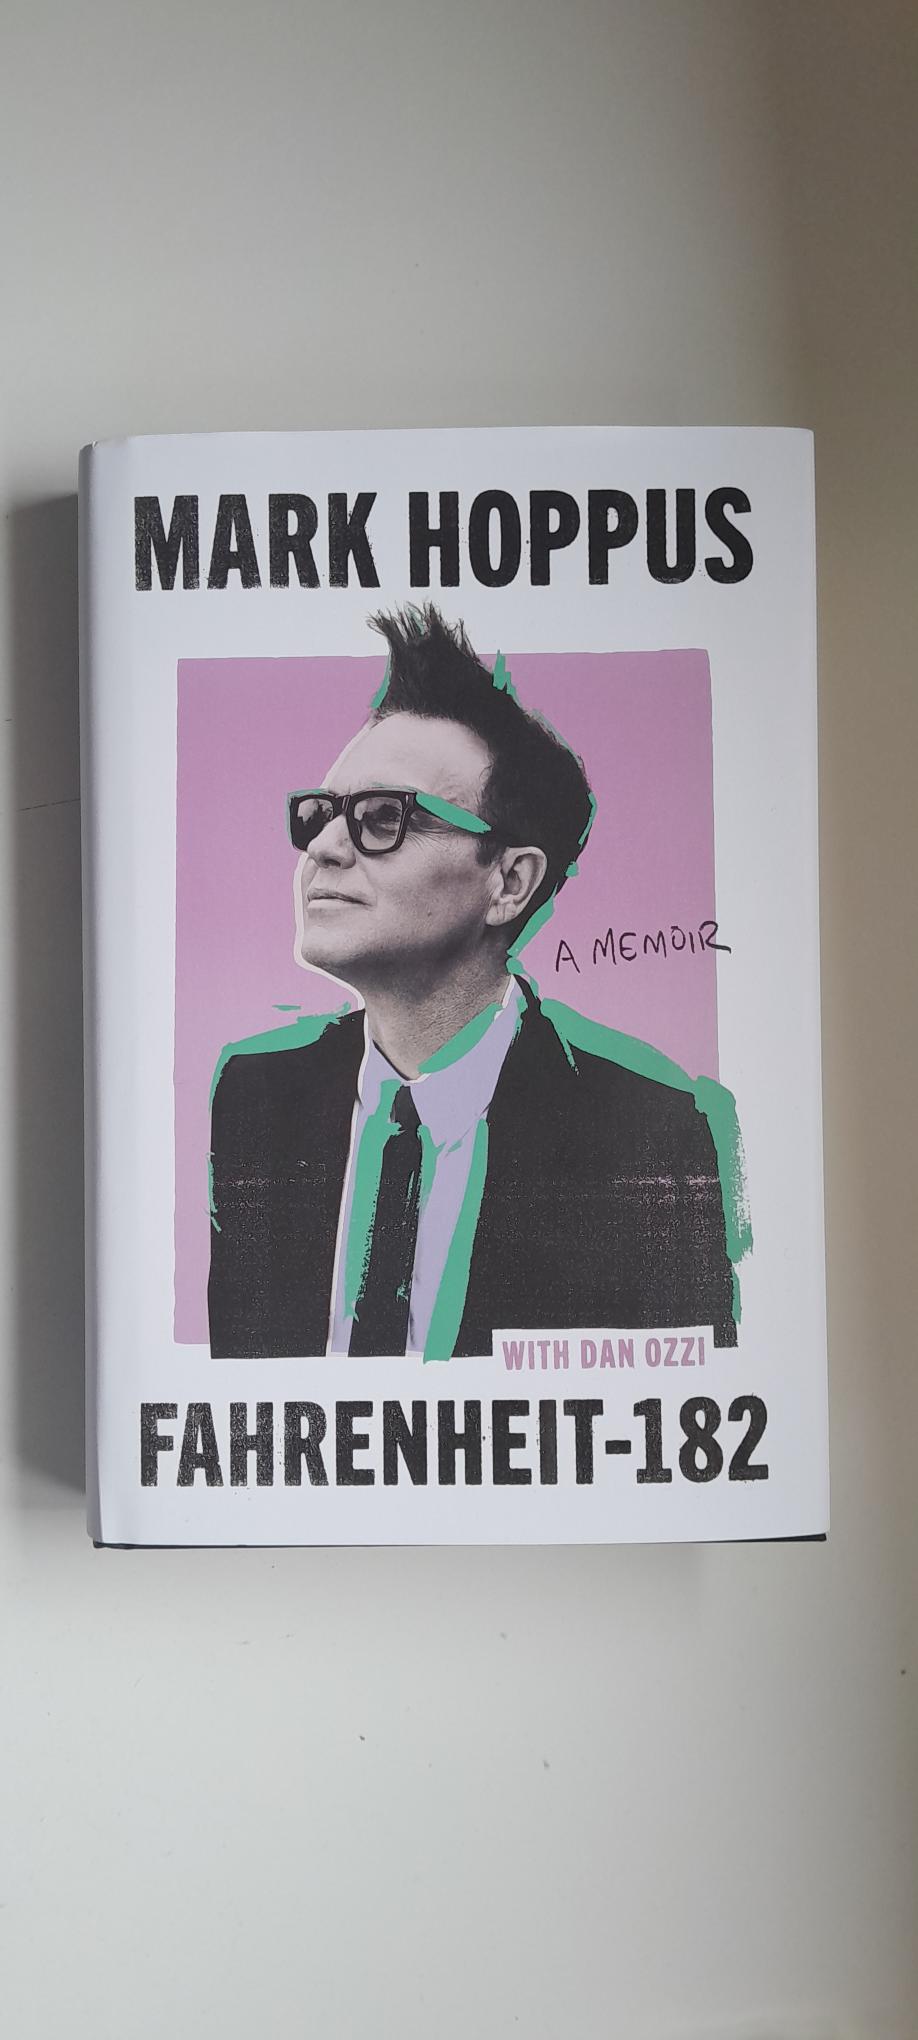 MARK HOPPUS
A MEMOIR
WITH DAN OZZI
FAHRENHEIT-182